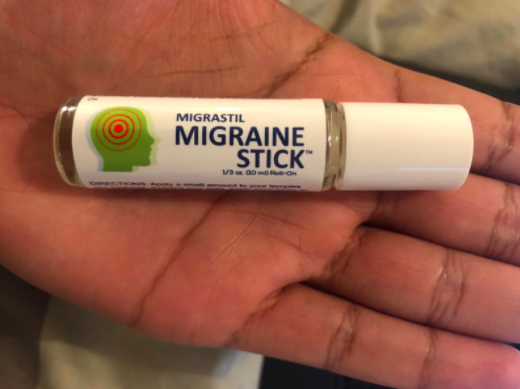 MIGRASTIL
MIGRAINE
STICK™
1/3 oz. (10 ml) Roll-On
DIRECTIONS: Apply a small amount to your temples